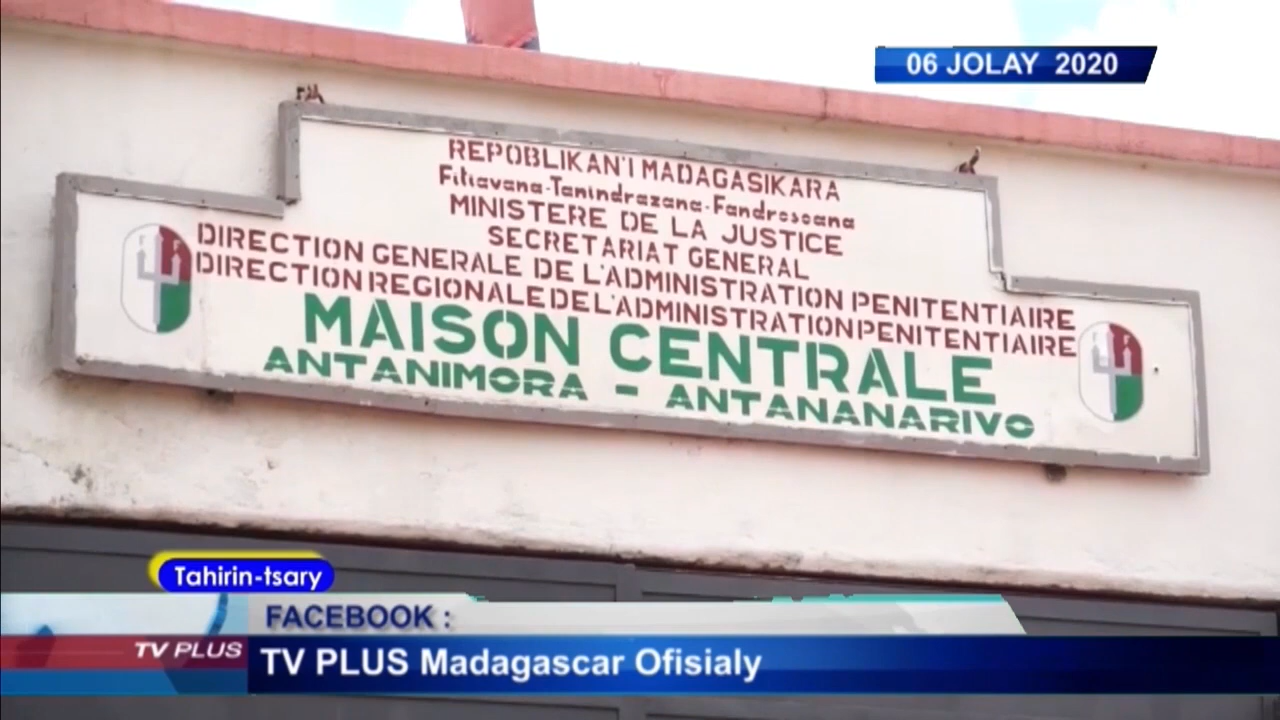 06 JOLAY 2020
REPOBLIKAN'I MADAGASIKARA
Fitiavana-Tanindrazana-Fandrosoana
MINISTERE DE LA JUSTICE
SECRETARIAT GENERAL
DIRECTION GENERALE DE L'ADMINISTRATION PENITENTIAIRE
DIRECTION REGIONALE DE L'ADMINISTRATION PENITENTIAIRE
MAISON CENTRALE
ANTANIMORA - ANTANANARIVO
Tahirin-tsary
FACEBOOK :
TV PLUS
TV PLUS Madagascar Ofisialy